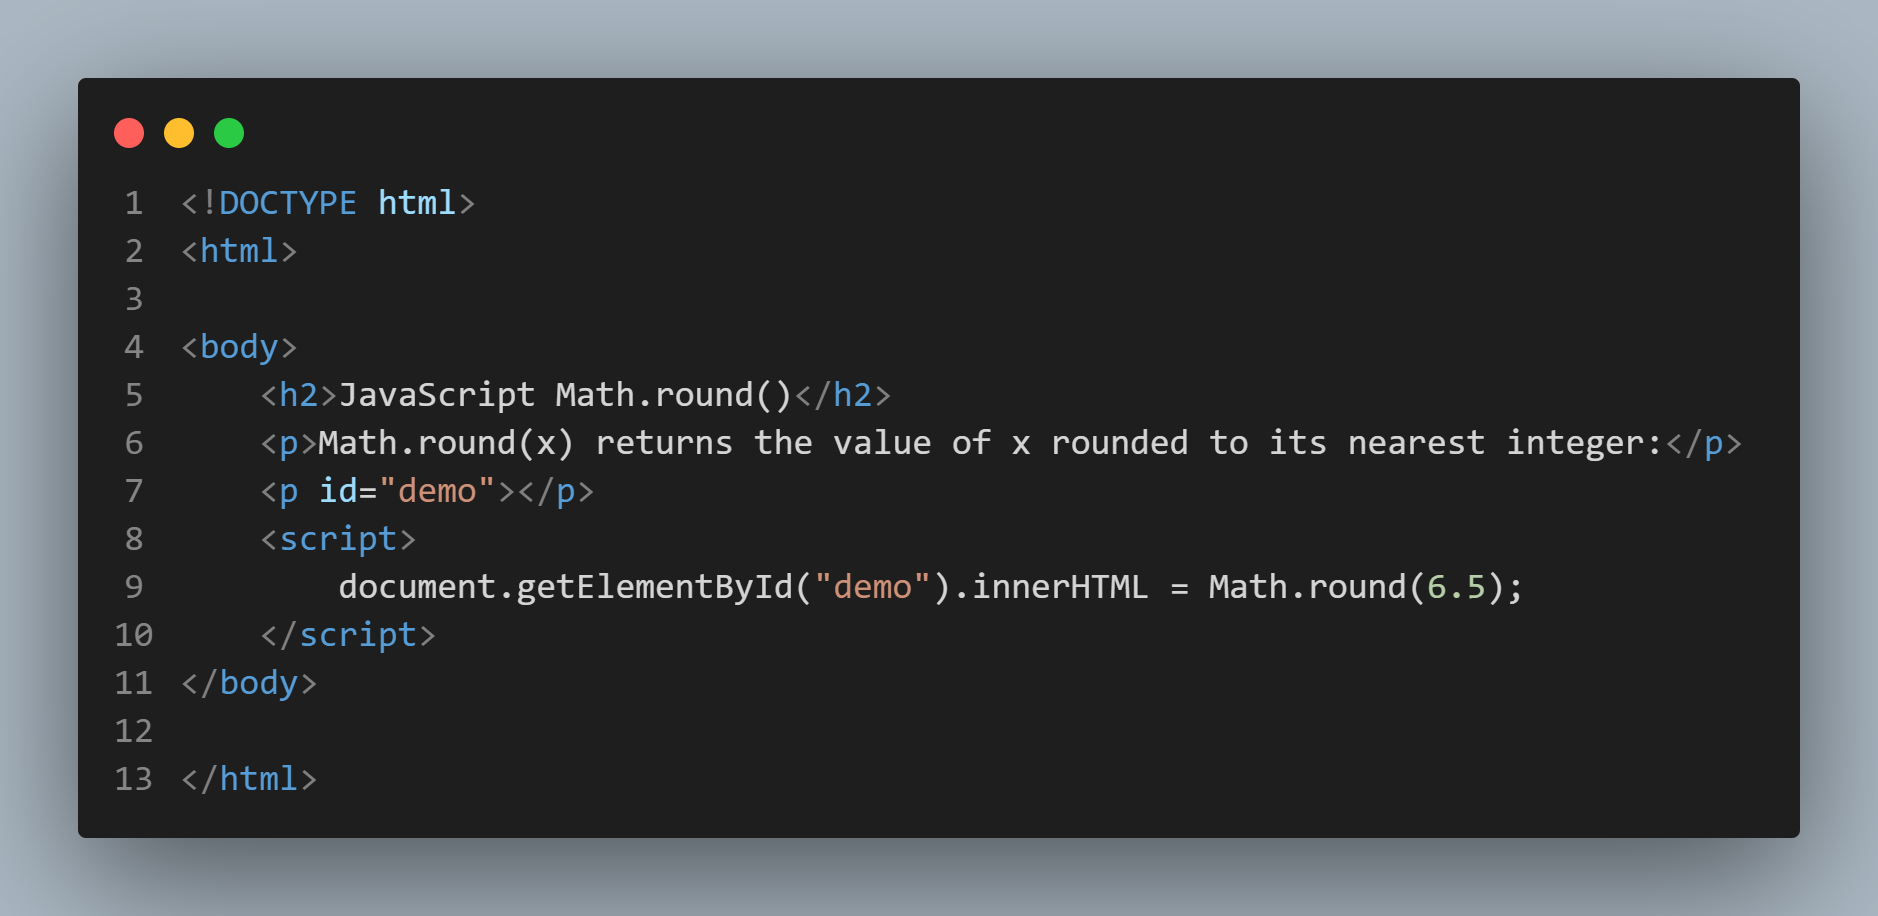 1 <!DOCTYPE html>
2 <html>
3
4 <body>
5     <h2>JavaScript Math.round()</h2>
6     <p>Math.round(x) returns the value of x rounded to its nearest integer:</p>
7     <p id="demo"></p>
8     <script>
9         document.getElementById("demo").innerHTML = Math.round(6.5);
10     </script>
11 </body>
12
13 </html>